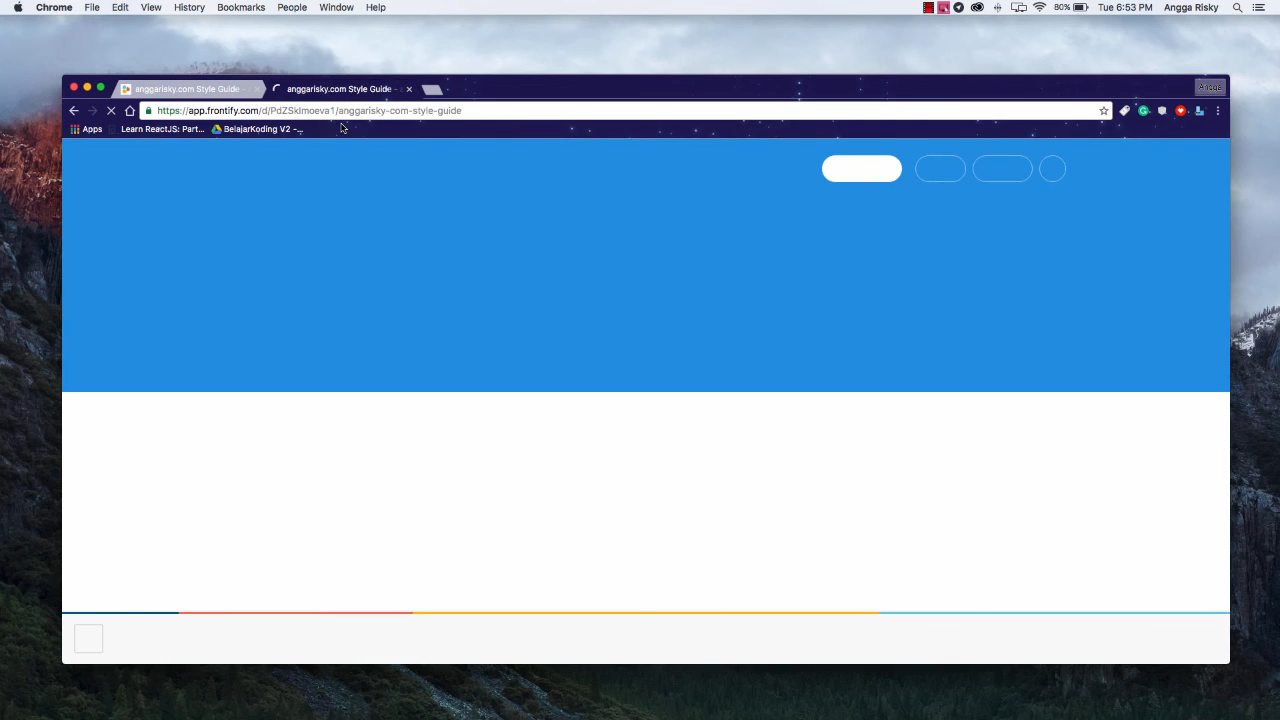 Chrome File Edit View History Bookmarks People Window Help 80% Tue 6:53 PM Angga Risky
anggarisky.com Style Guide - anggarisky.com Style Guide - Angga
https://app.frontify.com/d/PdZSkImoeva1/anggarisky-com-style-guide
Apps Learn ReactJS: Part... BelajarKoding V2 -...